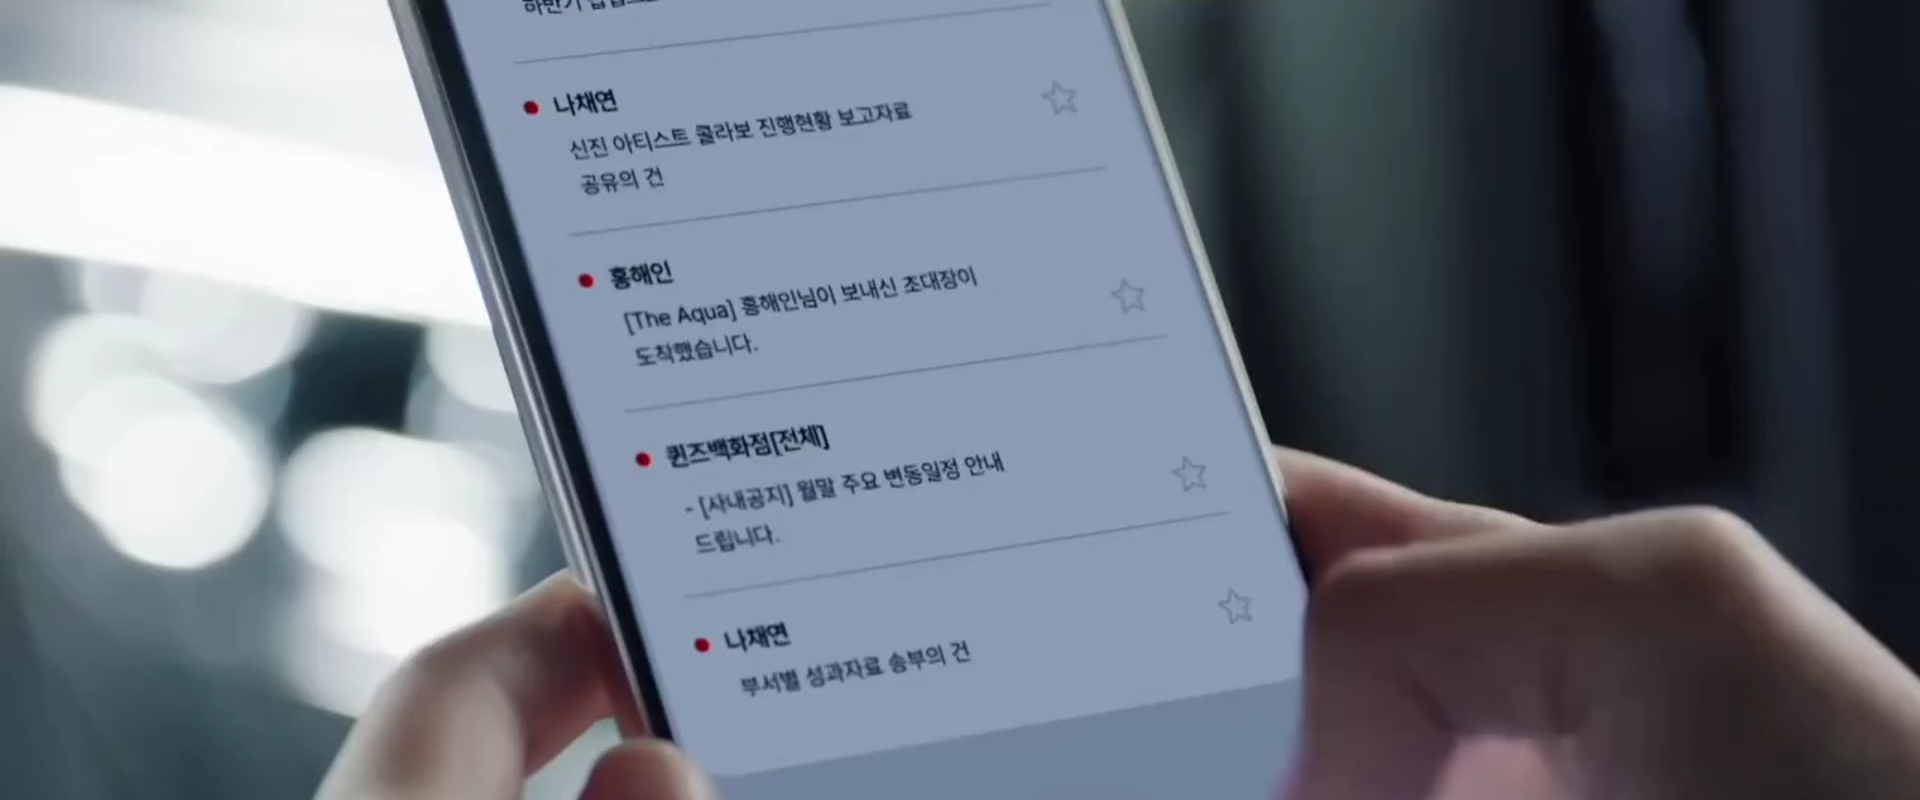 하반기
나채연
신진 아티스트 콜라보 진행현황 보고자료
공유의 건
홍해인
[The Aqua] 홍해인님이 보내신 초대장이
도착했습니다.
퀸즈백화점[전체]
- [사내공지] 월말 주요 변동일정 안내
드립니다.
나채연
부서별 성과자료 송부의 건